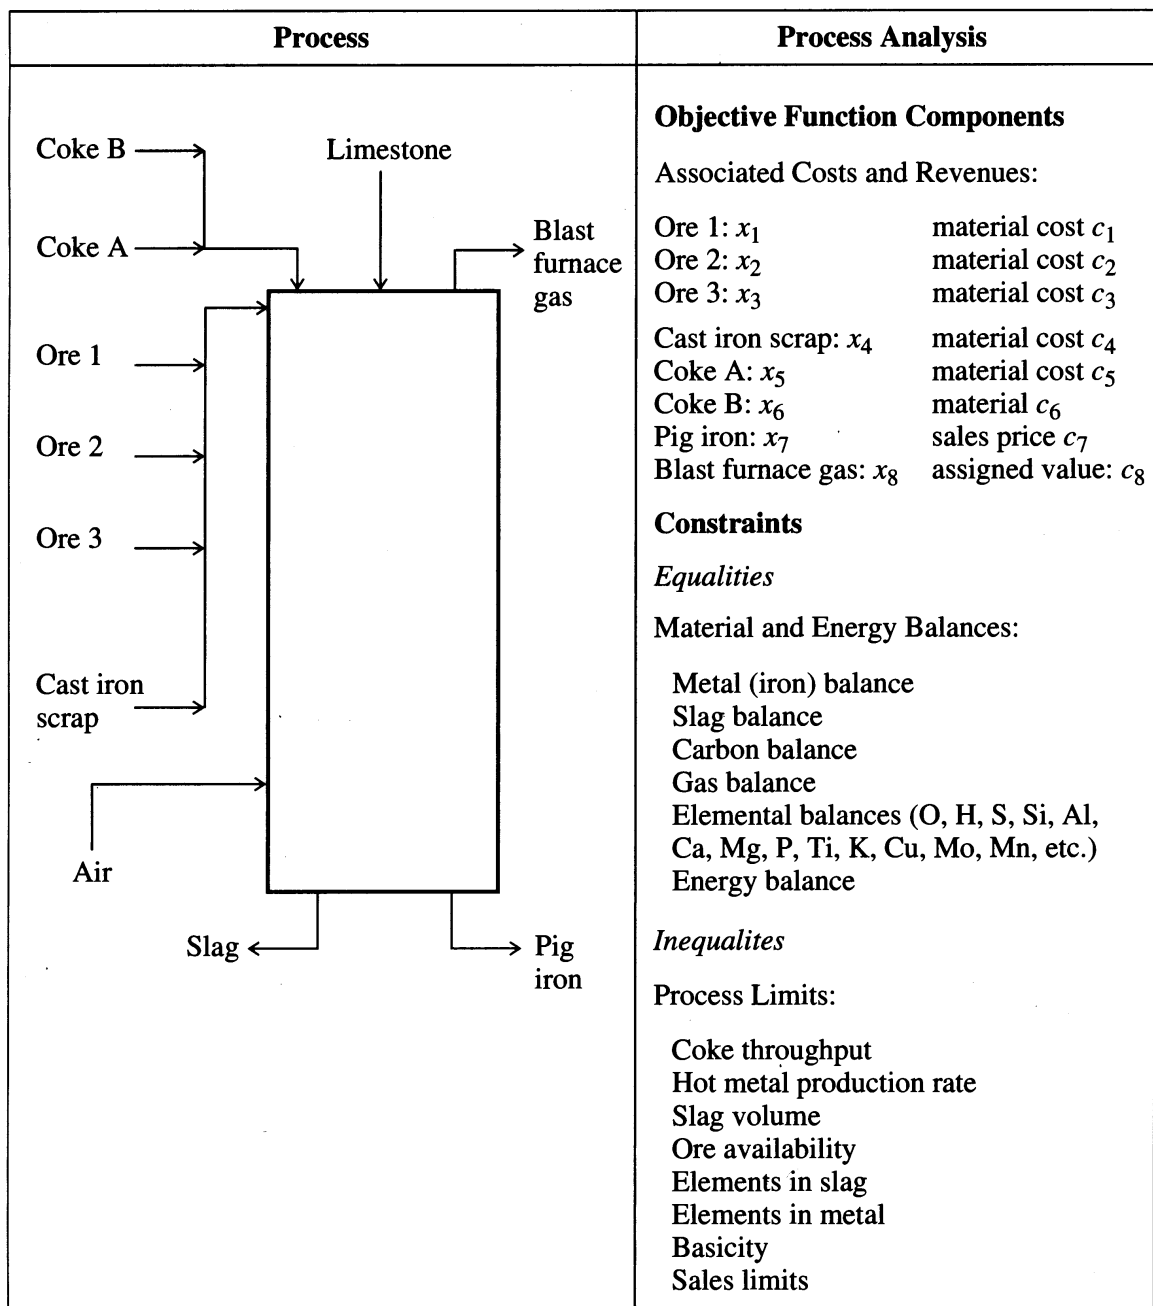 Process
Coke B
Limestone
Coke A
Blast
furnace
gas
Ore 1
Ore 2
Ore 3
Cast iron
scrap
Air
Slag
Pig
iron
Process Analysis
Objective Function Components
Associated Costs and Revenues:
Ore 1: x1 material cost c1
Ore 2: x2 material cost c2
Ore 3: x3 material cost c3
Cast iron scrap: x4 material cost c4
Coke A: x5 material cost c5
Coke B: x6 material c6
Pig iron: x7 sales price c7
Blast furnace gas: x8 assigned value: c8
Constraints
Equalities
Material and Energy Balances:
Metal (iron) balance
Slag balance
Carbon balance
Gas balance
Elemental balances (O, H, S, Si, Al,
Ca, Mg, P, Ti, K, Cu, Mo, Mn, etc.)
Energy balance
Inequalites
Process Limits:
Coke throughput
Hot metal production rate
Slag volume
Ore availability
Elements in slag
Elements in metal
Basicity
Sales limits